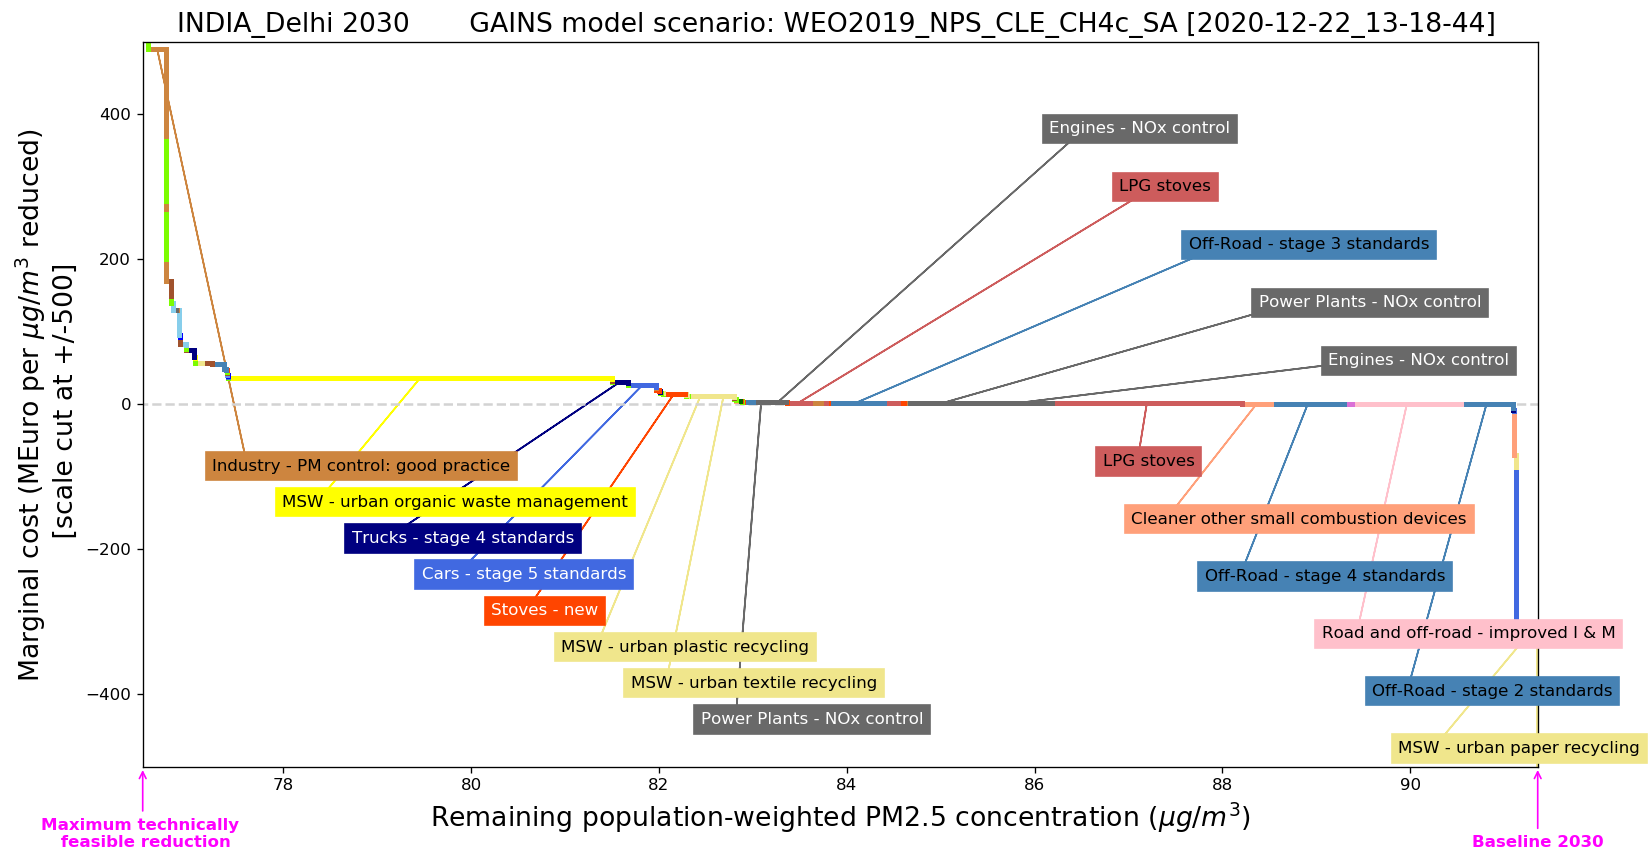 INDIA_Delhi 2030 GAINS model scenario: WEO2019_NPS_CLE_CH4c_SA [2020-12-22_13-18-44]
Marginal cost (MEuro per μg/m³ reduced)
[scale cut at +/-500]
400
200
0
−200
−400
Engines - NOx control
LPG stoves
Off-Road - stage 3 standards
Power Plants - NOx control
Engines - NOx control
Industry - PM control: good practice
MSW - urban organic waste management
Trucks - stage 4 standards
Cars - stage 5 standards
Stoves - new
MSW - urban plastic recycling
MSW - urban textile recycling
Power Plants - NOx control
LPG stoves
Cleaner other small combustion devices
Off-Road - stage 4 standards
Road and off-road - improved I & M
Off-Road - stage 2 standards
MSW - urban paper recycling
78 80 82 84 86 88 90
Remaining population-weighted PM2.5 concentration (μg/m³)
Maximum technically
feasible reduction
Baseline 2030